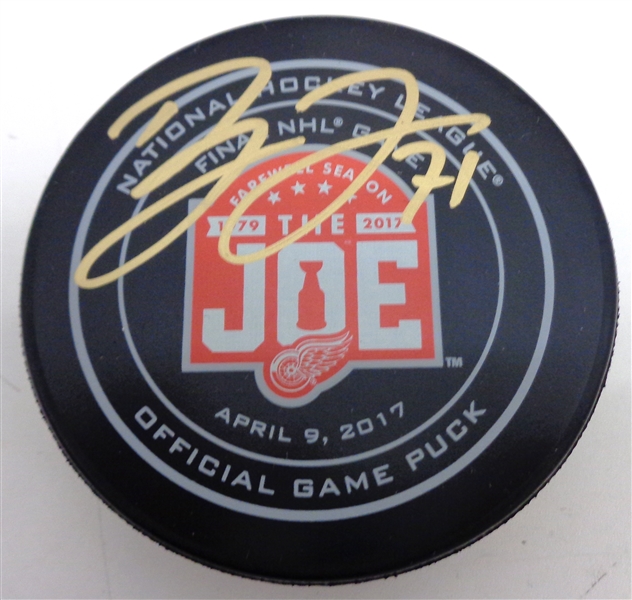 NATIONAL HOCKEY LEAGUE®
FINAL NHL® GAME
FAREWELL SEASON
1979 THE 2017
JOE
TM
APRIL 9, 2017
OFFICIAL GAME PUCK
71